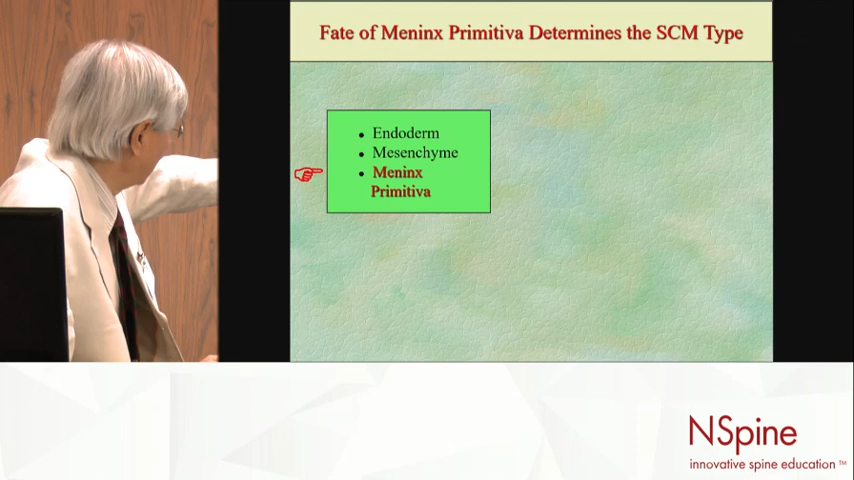 Fate of Meninx Primitiva Determines the SCM Type
• Endoderm
• Mesenchyme
• Meninx
Primitiva
NSpine
innovative spine education ™